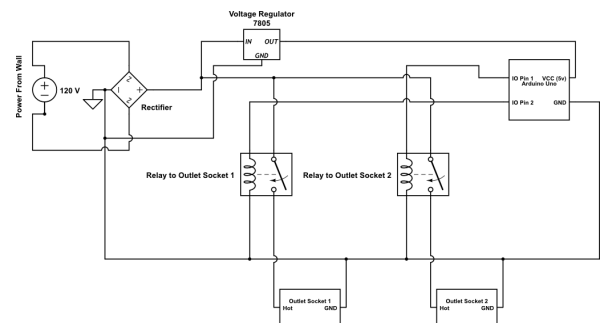 Voltage Regulator
7805
IN OUT
GND
Power From Wall
120 V
Rectifier
IO Pin 1 VCC (5v)
Arduino Uno
IO Pin 2 GND
Relay to Outlet Socket 1
Relay to Outlet Socket 2
Outlet Socket 1
Hot GND
Outlet Socket 2
Hot GND